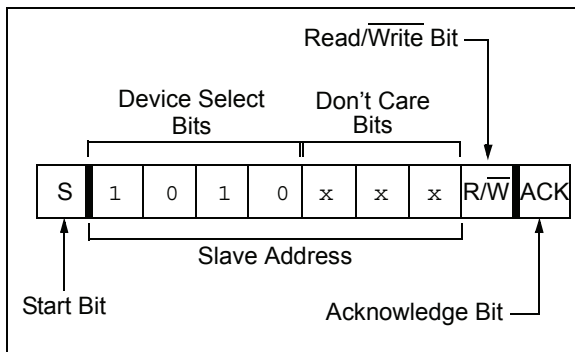 Read/Write Bit
Device Select Bits
Don't Care Bits
S 1 0 1 0 x x x R/W ACK
Slave Address
Start Bit
Acknowledge Bit